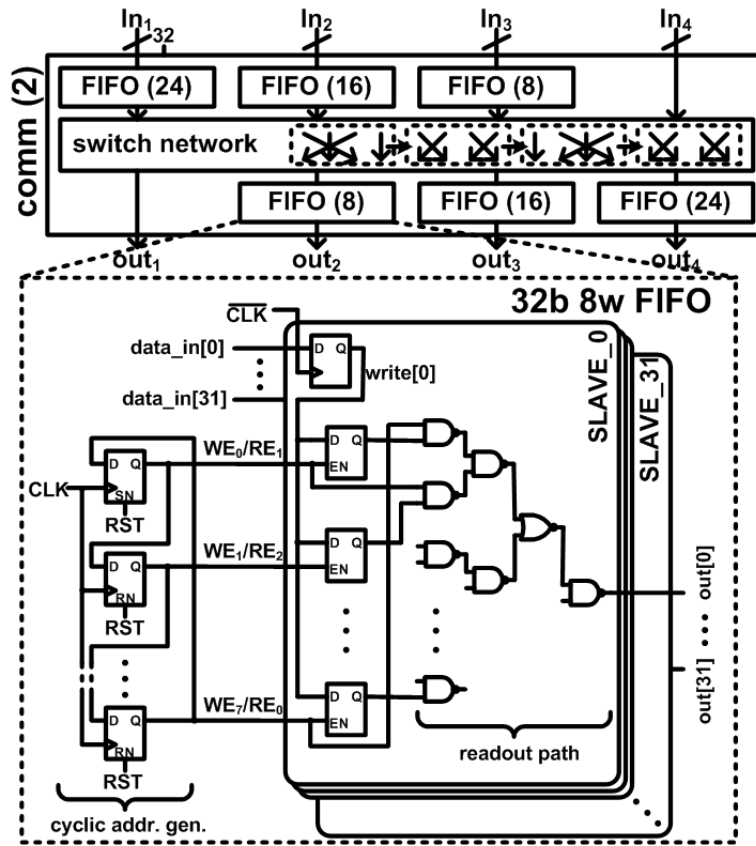 In1 In2 In3 In4
32
comm (2)
FIFO (24) FIFO (16) FIFO (8)
switch network
FIFO (8) FIFO (16) FIFO (24)
out1 out2 out3 out4
32b 8w FIFO
CLK
data_in[0]
D Q
write[0]
data_in[31]
SLAVE_0
SLAVE_31
D Q
EN
WE0/RE1
D Q
SN
CLK
RST
D Q
EN
WE1/RE2
D Q
RN
RST
out[0]
D Q
EN
WE7/RE0
D Q
RN
RST
out[31]
readout path
cyclic addr. gen.